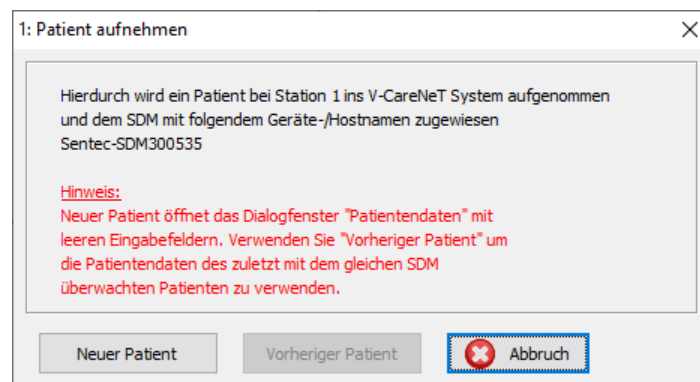 1: Patient aufnehmen
Hierdurch wird ein Patient bei Station 1 ins V-CareNeT System aufgenommen
und dem SDM mit folgendem Geräte-/Hostnamen zugewiesen
Sentec-SDM300535
Hinweis:
Neuer Patient öffnet das Dialogfenster "Patientendaten" mit
leeren Eingabefeldern. Verwenden Sie "Vorheriger Patient" um
die Patientendaten des zuletzt mit dem gleichen SDM
überwachten Patienten zu verwenden.
Neuer Patient
Vorheriger Patient
Abbruch